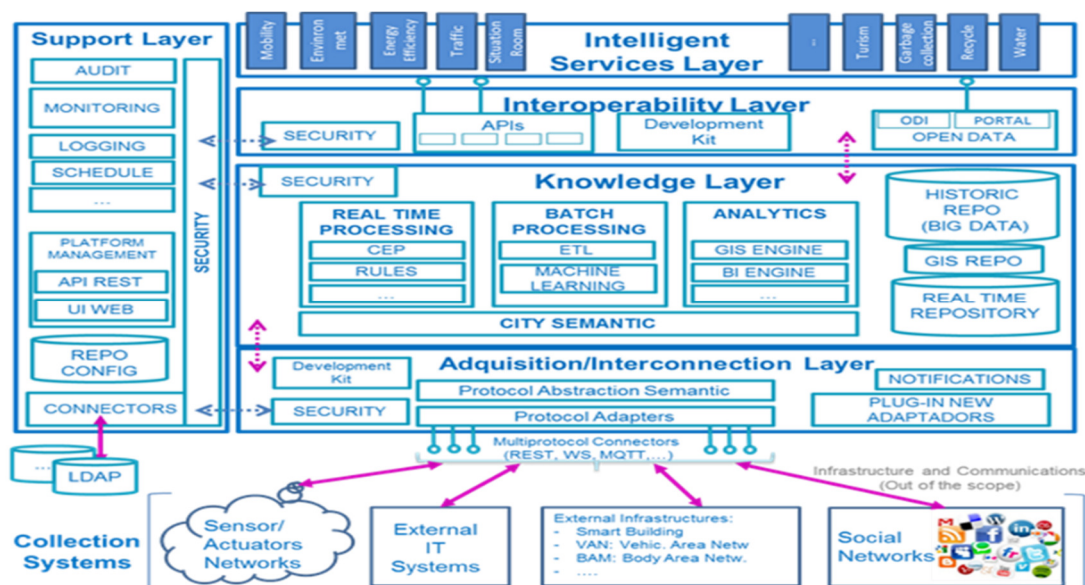 Support Layer
AUDIT
MONITORING
LOGGING
SCHEDULE
...
PLATFORM
MANAGEMENT
API REST
UI WEB
REPO
CONFIG
CONNECTORS
SECURITY
...
LDAP
Mobility
Envinron
met
Energy
Efficiency
Traffic
Situation
Room
Intelligent
Services Layer
...
Turism
Garbage
collection
Recycle
Water
Interoperability Layer
SECURITY
APIs
Development
Kit
ODI
PORTAL
OPEN DATA
SECURITY
Knowledge Layer
REAL TIME
PROCESSING
CEP
RULES
...
BATCH
PROCESSING
ETL
MACHINE
LEARNING
ANALYTICS
GIS ENGINE
BI ENGINE
...
HISTORIC
REPO
(BIG DATA)
GIS REPO
REAL TIME
REPOSITORY
CITY SEMANTIC
Adquisition/Interconnection Layer
Development
Kit
SECURITY
Protocol Abstraction Semantic
Protocol Adapters
NOTIFICATIONS
PLUG-IN NEW
ADAPTADORS
Multiprotocol Connectors
(REST, WS, MQTT,...)
Infrastructure and Communications
(Out of the scope)
Collection
Systems
Sensor/
Actuators
Networks
External
IT
Systems
External Infrastructures:
- Smart Building
- VAN: Vehic. Area Netw
- BAM: Body Area Netw.
- ....
Social
Networks